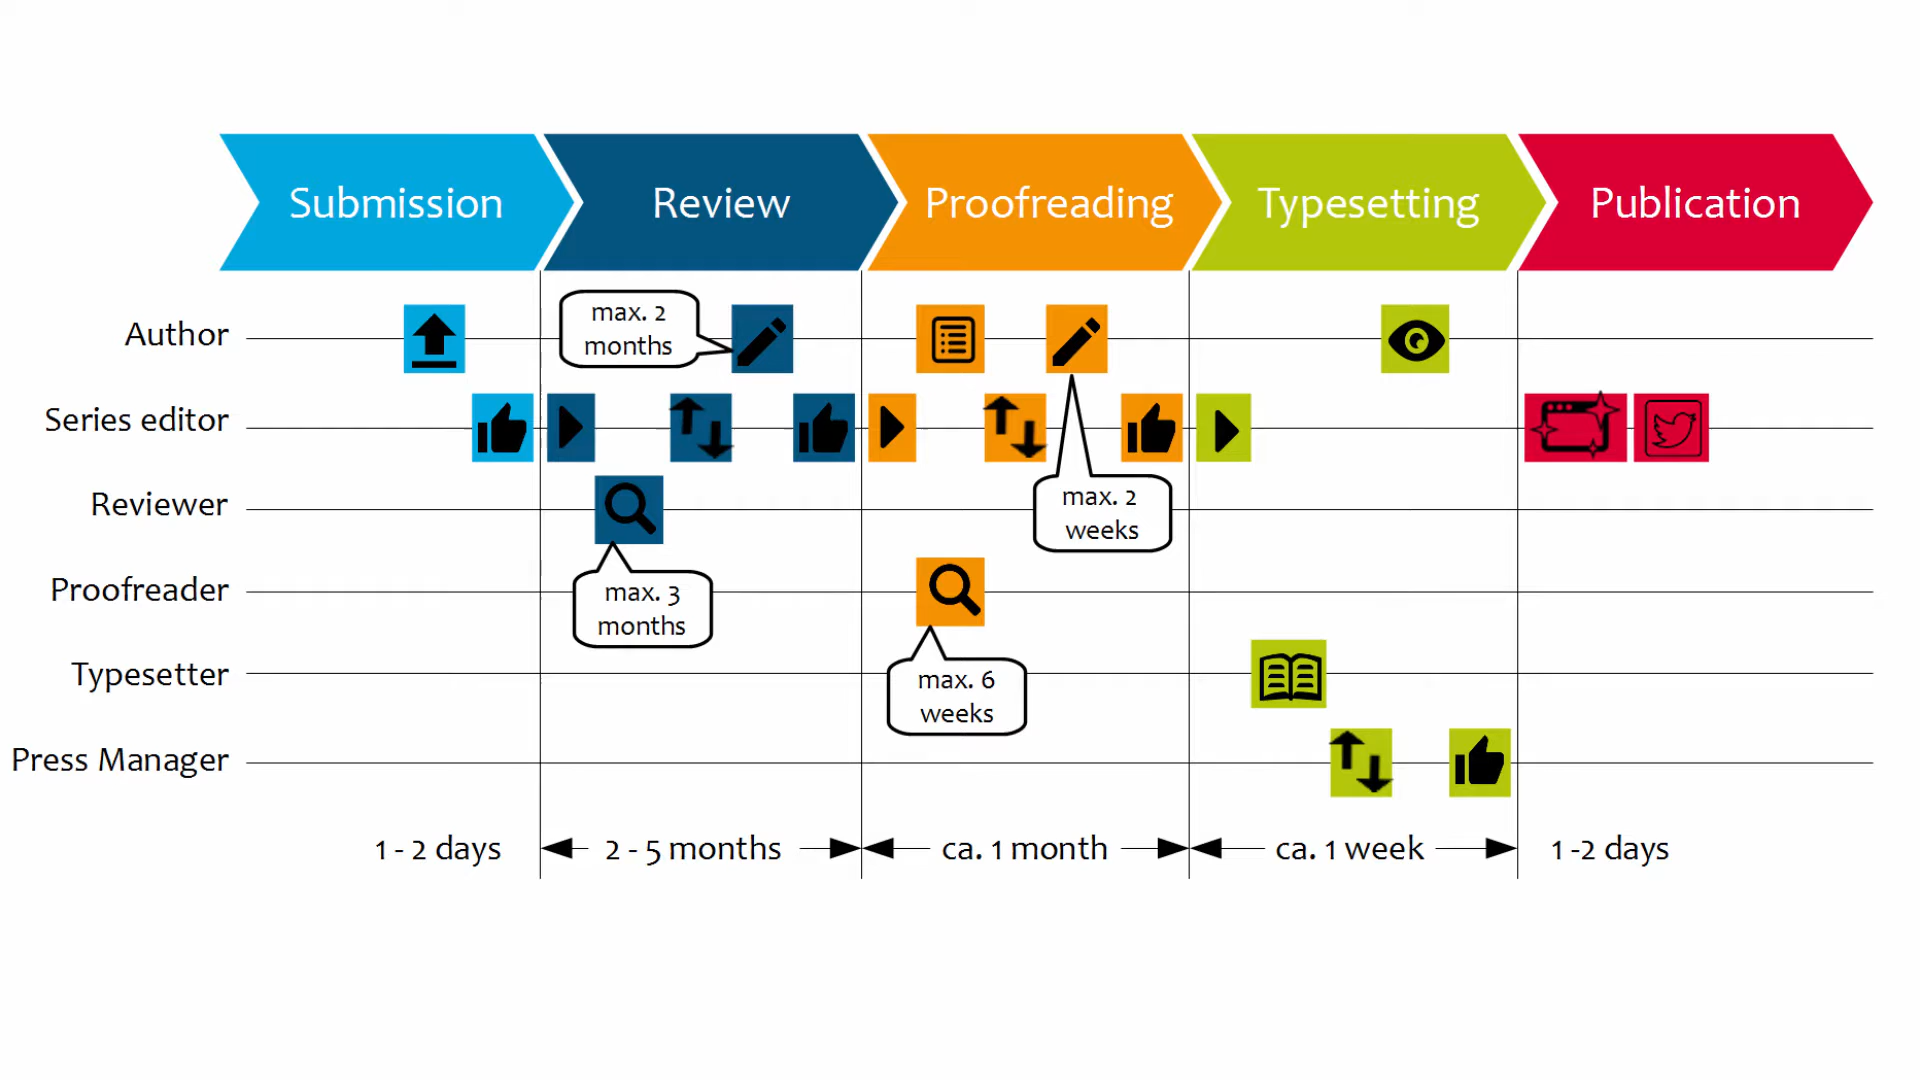 Submission
Review
Proofreading
Typesetting
Publication
Author
max. 2
months
Series editor
Reviewer
max. 2
weeks
Proofreader
max. 3
months
Typesetter
max. 6
weeks
Press Manager
1 - 2 days
2 - 5 months
ca. 1 month
ca. 1 week
1 -2 days